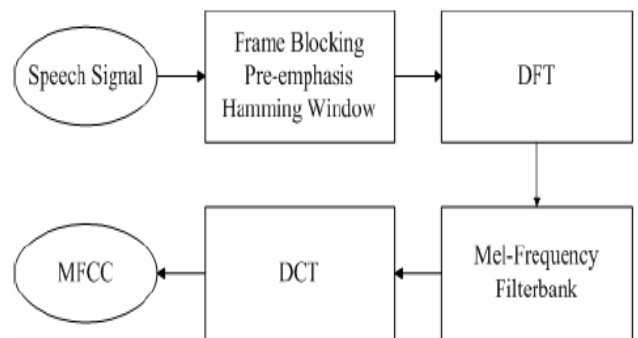 Speech Signal
Frame Blocking
Pre-emphasis
Hamming Window
DFT
Mel-Frequency
Filterbank
DCT
MFCC